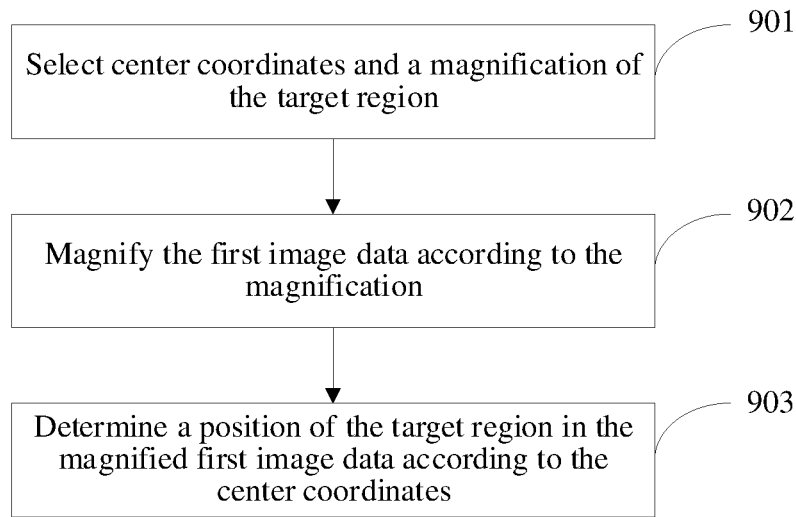 901
Select center coordinates and a magnification of
the target region
902
Magnify the first image data according to the
magnification
903
Determine a position of the target region in the
magnified first image data according to the
center coordinates